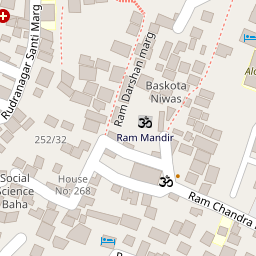 Rudranagar Santi Marg
Ram Darshan marg
Baskota
Niwas
ॐ
Ram Mandir
252/32
House
No; 268
Social
Science
Baha
ॐ
Ram Chandra